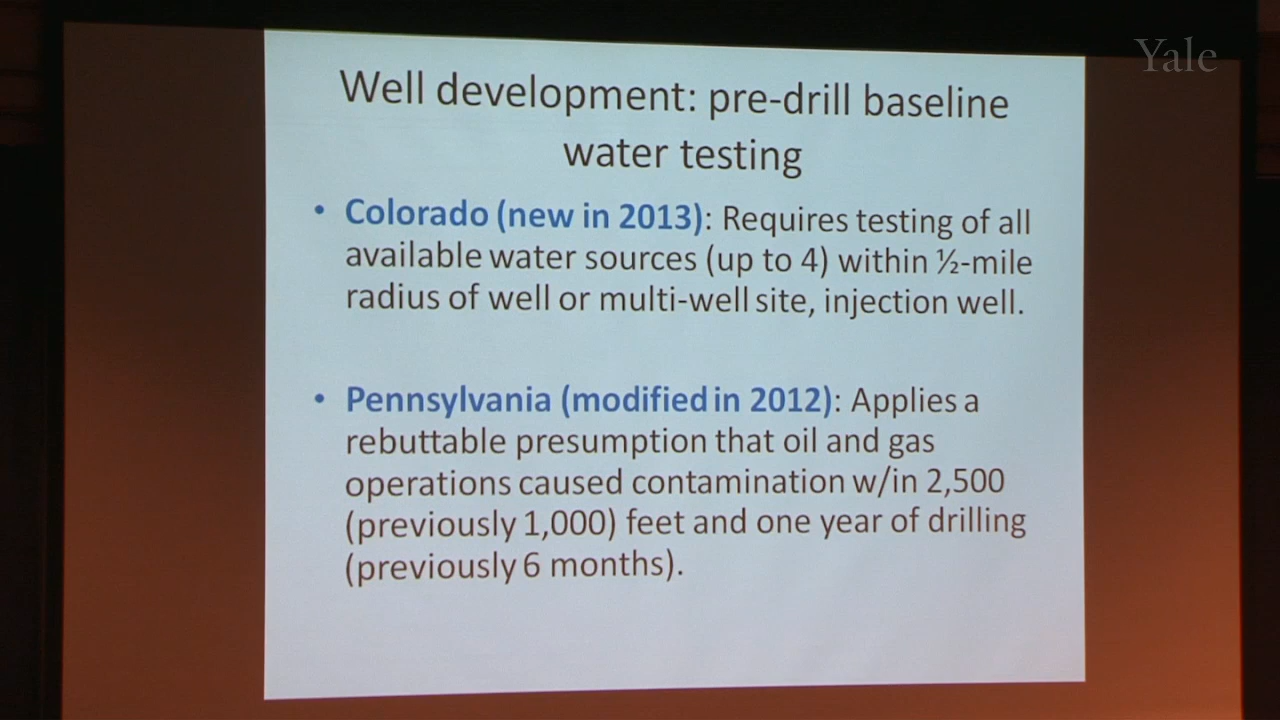 Yale
Well development: pre-drill baseline
water testing
• Colorado (new in 2013): Requires testing of all
available water sources (up to 4) within ½-mile
radius of well or multi-well site, injection well.
• Pennsylvania (modified in 2012): Applies a
rebuttable presumption that oil and gas
operations caused contamination w/in 2,500
(previously 1,000) feet and one year of drilling
(previously 6 months).